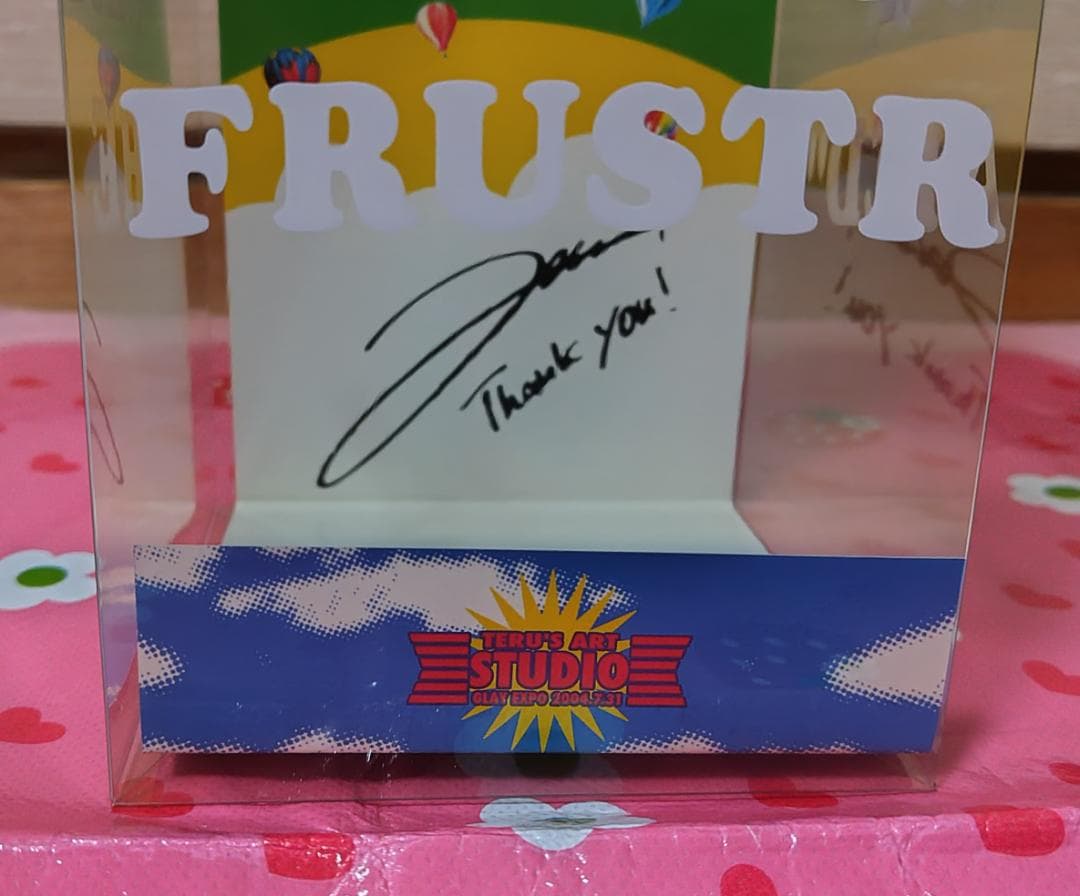 FRUSTR
Thank you!
TERU'S ART
STUDIO
GLAY EXPO 2004.7.31